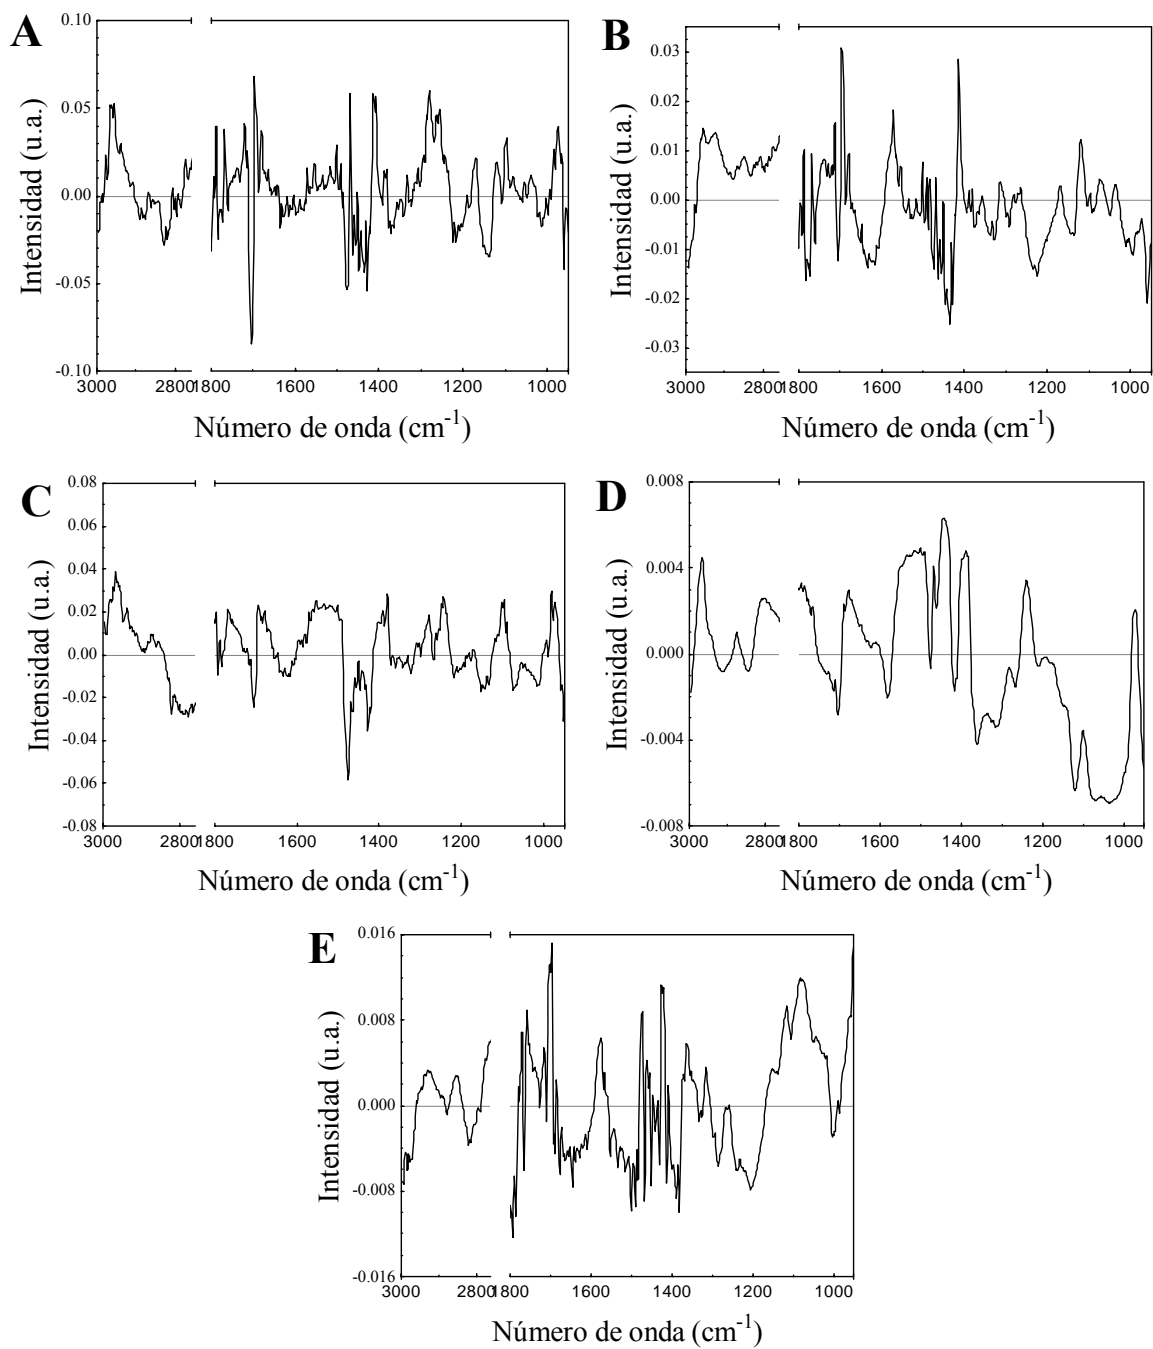 A
0.10
0.05
0.00
-0.05
-0.10
Intensidad (u.a.)
3000 2800 1800 1600 1400 1200 1000
Número de onda (cm-1)
B
0.03
0.02
0.01
0.00
-0.01
-0.02
-0.03
Intensidad (u.a.)
3000 2800 1800 1600 1400 1200 1000
Número de onda (cm-1)
C
0.08
0.06
0.04
0.02
0.00
-0.02
-0.04
-0.06
-0.08
Intensidad (u.a.)
3000 2800 1800 1600 1400 1200 1000
Número de onda (cm-1)
D
0.008
0.004
0.000
-0.004
-0.008
Intensidad (u.a.)
3000 2800 1800 1600 1400 1200 1000
Número de onda (cm-1)
E
0.016
0.008
0.000
-0.008
-0.016
Intensidad (u.a.)
3000 2800 1800 1600 1400 1200 1000
Número de onda (cm-1)